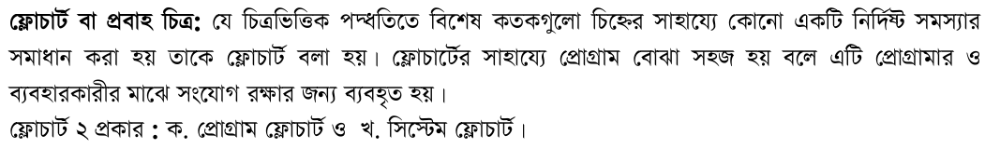 ফ্লোচার্ট বা প্রবাহ চিত্র: যে চিত্রভিত্তিক পদ্ধতিতে বিশেষ কতকগুলো চিহ্নের সাহায্যে কোনো একটি নির্দিষ্ট সমস্যার
সমাধান করা হয় তাকে ফ্লোচার্ট বলা হয়। ফ্লোচার্টের সাহায্যে প্রোগ্রাম বোঝা সহজ হয় বলে এটি প্রোগ্রামার ও
ব্যবহারকারীর মাঝে সংযোগ রক্ষার জন্য ব্যবহৃত হয়।
ফ্লোচার্ট ২ প্রকার : ক. প্রোগ্রাম ফ্লোচার্ট ও খ. সিস্টেম ফ্লোচার্ট।